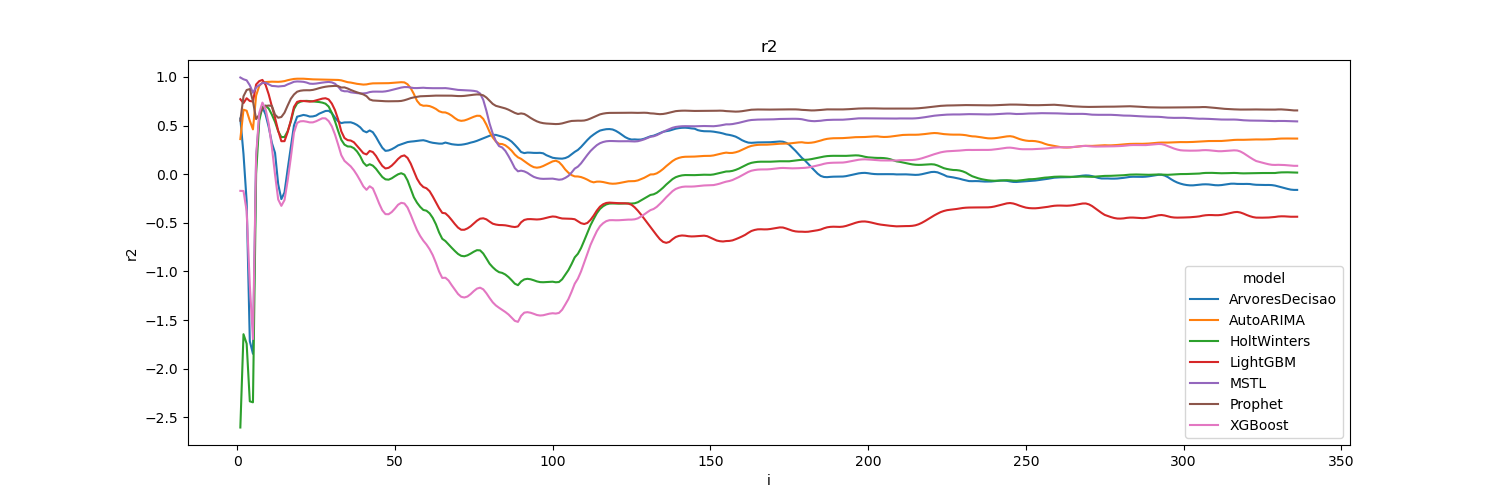 r2
1.0
0.5
0.0
−0.5
−1.0
−1.5
−2.0
−2.5
r2
0 50 100 150 200 250 300 350
i
model
ArvoresDecisao
AutoARIMA
HoltWinters
LightGBM
MSTL
Prophet
XGBoost